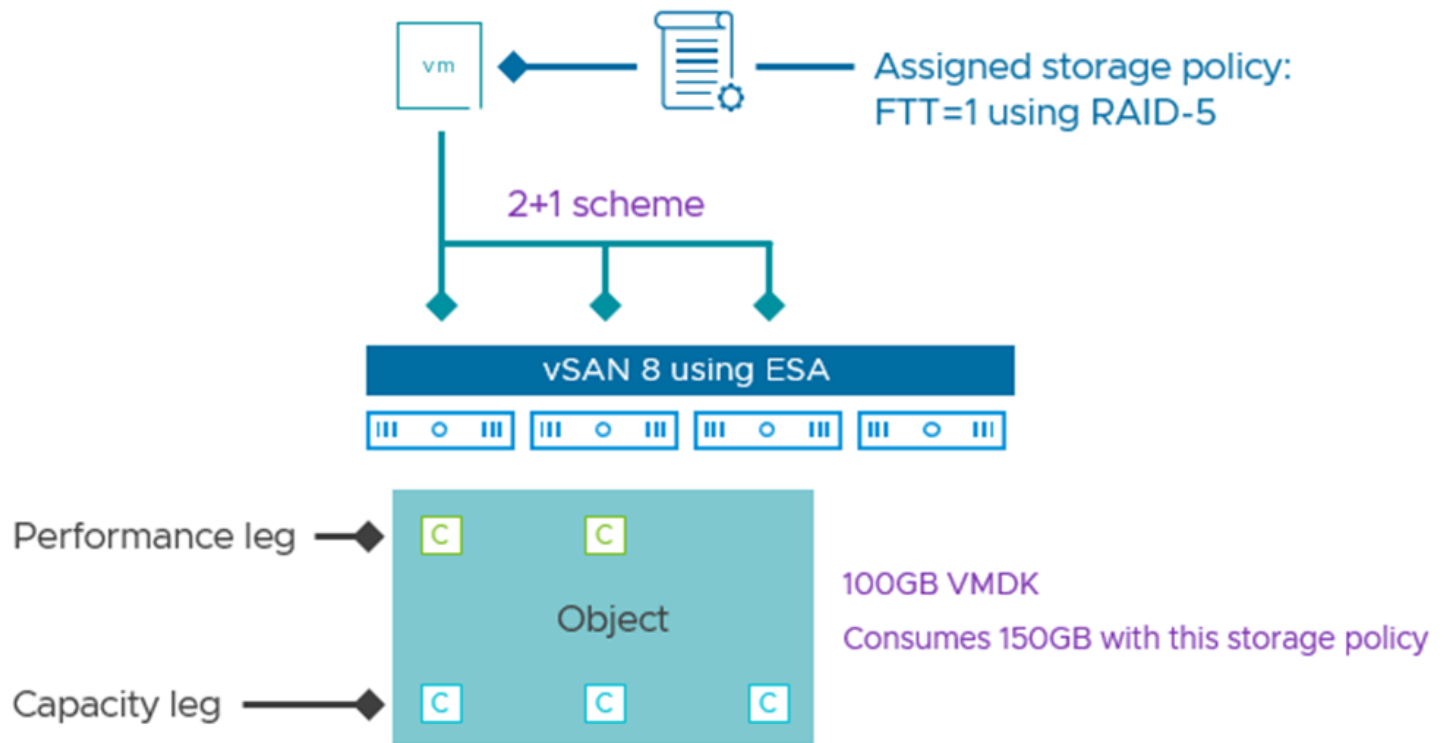 vm
Assigned storage policy:
FTT=1 using RAID-5
2+1 scheme
vSAN 8 using ESA
Performance leg
C
C
Object
100GB VMDK
Consumes 150GB with this storage policy
Capacity leg
C
C
C